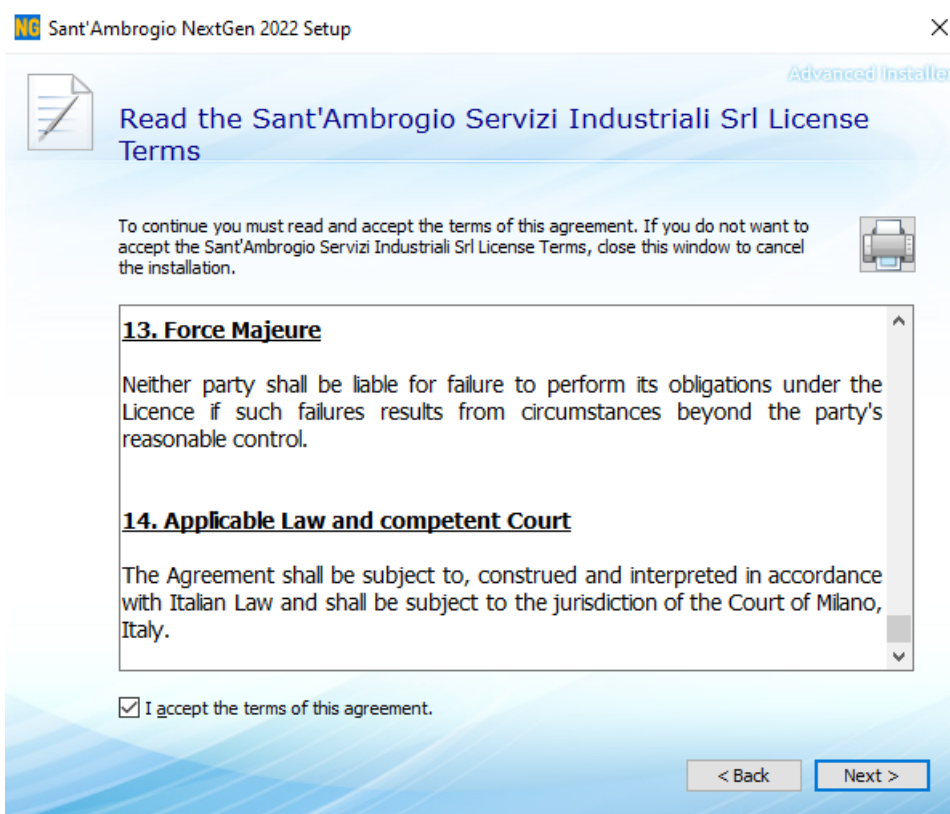 NG Sant'Ambrogio NextGen 2022 Setup
Advanced Installer
Read the Sant'Ambrogio Servizi Industriali Srl License
Terms
To continue you must read and accept the terms of this agreement. If you do not want to
accept the Sant'Ambrogio Servizi Industriali Srl License Terms, close this window to cancel
the installation.
13. Force Majeure
Neither party shall be liable for failure to perform its obligations under the
Licence if such failures results from circumstances beyond the party's
reasonable control.
14. Applicable Law and competent Court
The Agreement shall be subject to, construed and interpreted in accordance
with Italian Law and shall be subject to the jurisdiction of the Court of Milano,
Italy.
I accept the terms of this agreement.
< Back Next >